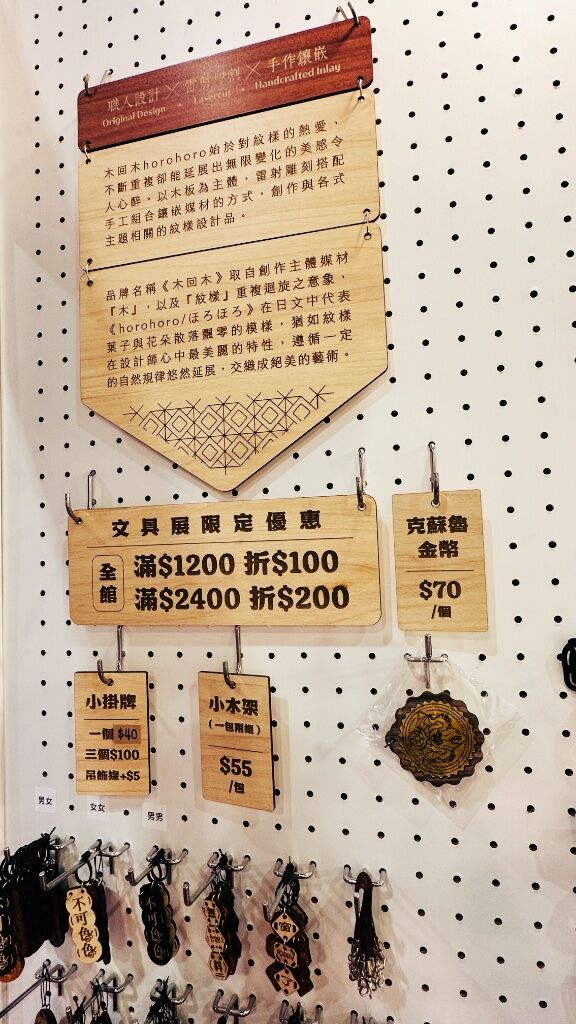 職人設計 × 雷射切割 × 手作鑲嵌
Original Design • Lasercut • Handcrafted Inlay
木回木horohoro始於對紋樣的熱愛，
不斷重複卻能延展出無限變化的美感令
人心醉。以木板為主體，雷射雕刻搭配
手工組合鑲嵌媒材的方式，創作與各式
主題相關的紋樣設計品。
品牌名稱《木回木》取自創作主體媒材
『木』，以及『紋樣』重複迴旋之意象，
《horohoro/ほろほろ》在日文中代表
葉子與花朵散落飄零的模樣，猶如紋樣
在設計師心中最美麗的特性，遵循一定
的自然規律悠然延展，交織成絕美的藝術。
文具展限定優惠
全館
滿$1200 折$100
滿$2400 折$200
克蘇魯
金幣
$70
/個
小掛牌
一個 $40
三個$100
吊飾線+$5
小木架
（一包兩組）
$55
/包
男女
女女
男男
不可色色